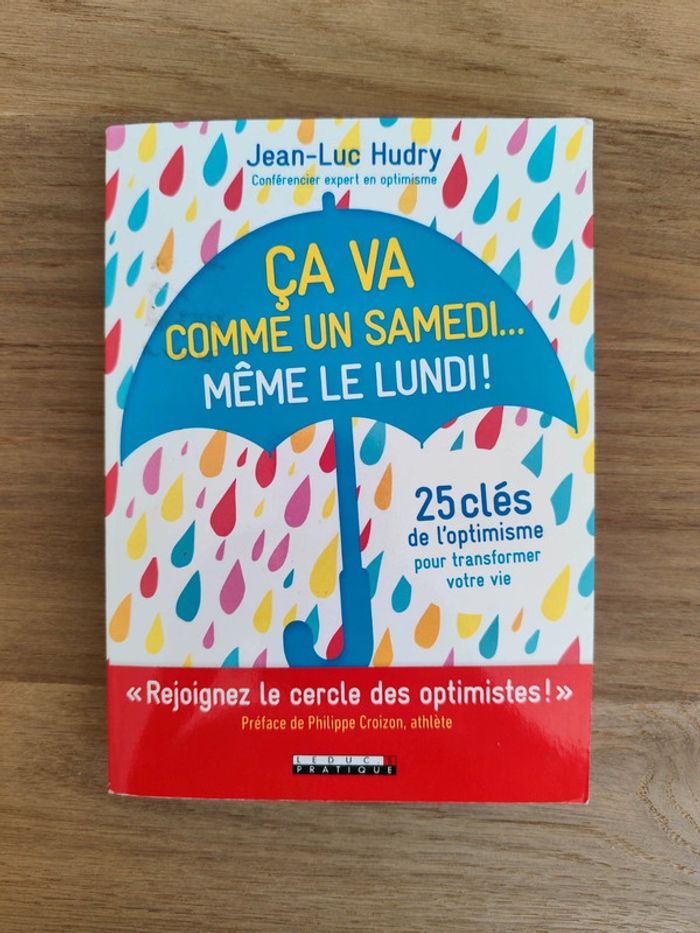 Jean-Luc Hudry
Conférencier expert en optimisme
ÇA VA
COMME UN SAMEDI...
MÊME LE LUNDI !
25 clés
de l'optimisme
pour transformer
votre vie
« Rejoignez le cercle des optimistes ! »
Préface de Philippe Croizon, athlète
LEDUC.S
PRATIQUE